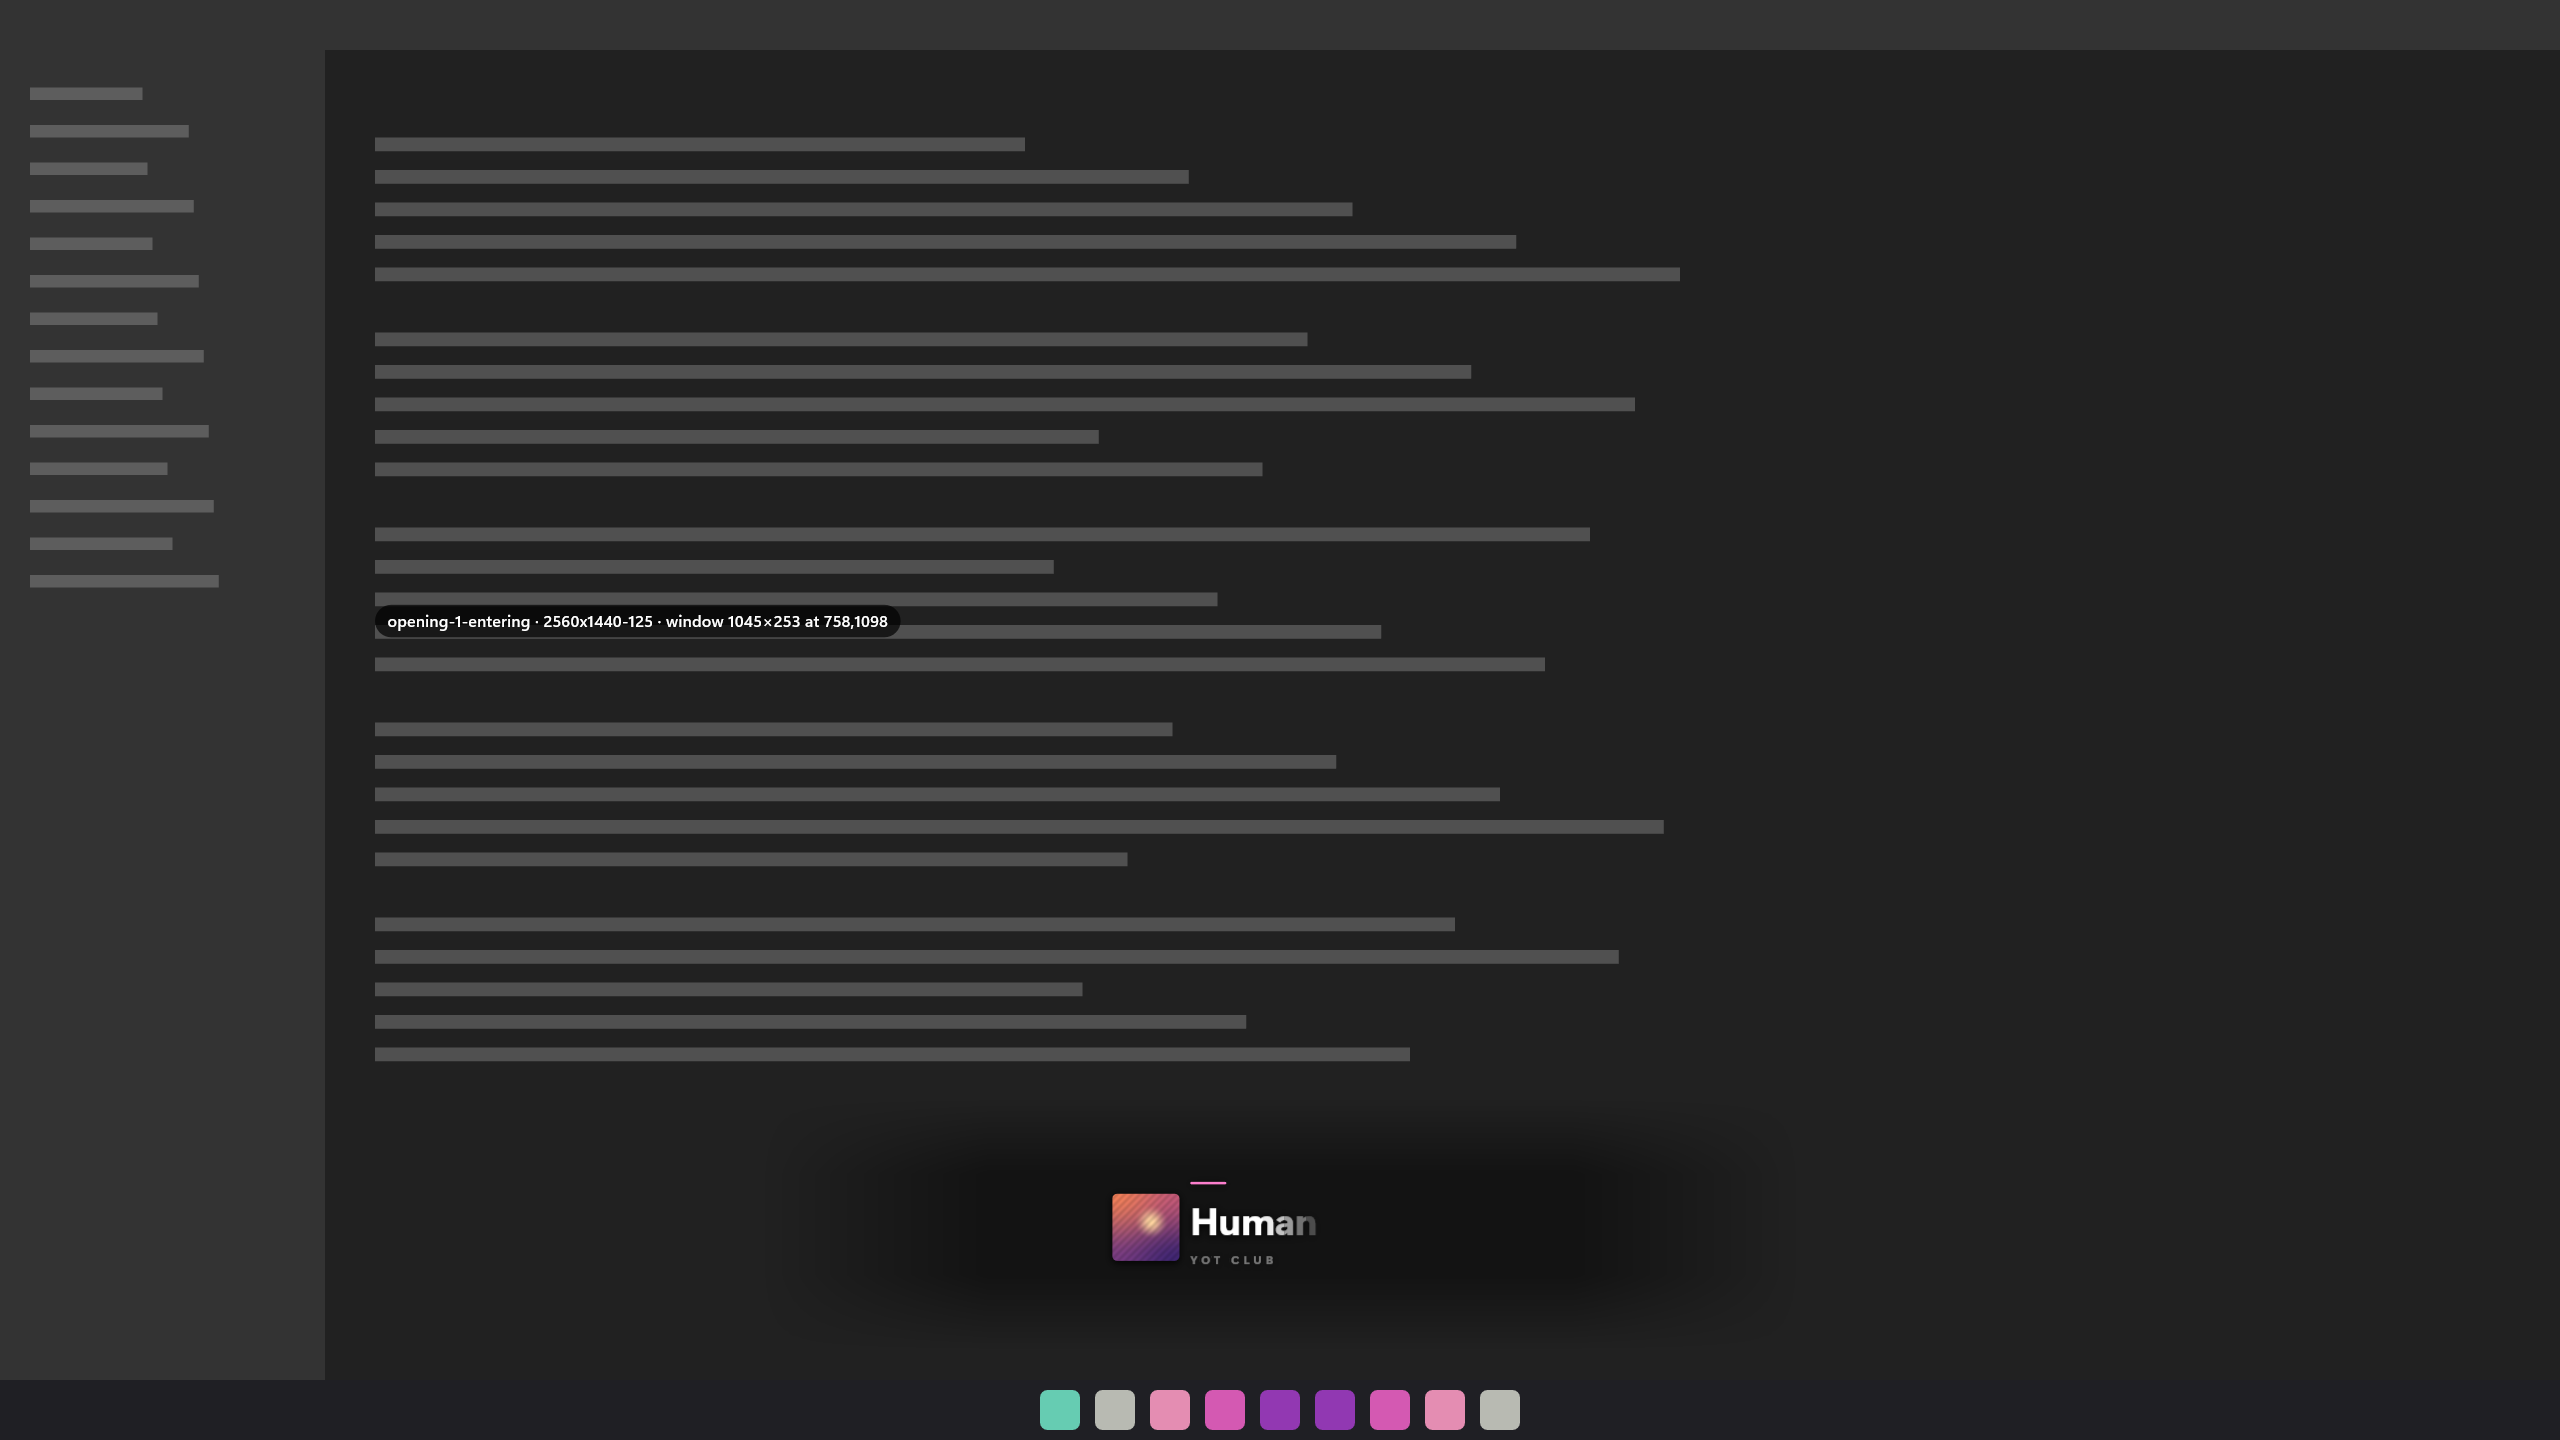 opening-1-entering · 2560x1440-125 · window 1045×253 at 758,1098
Human
YOT CLUB